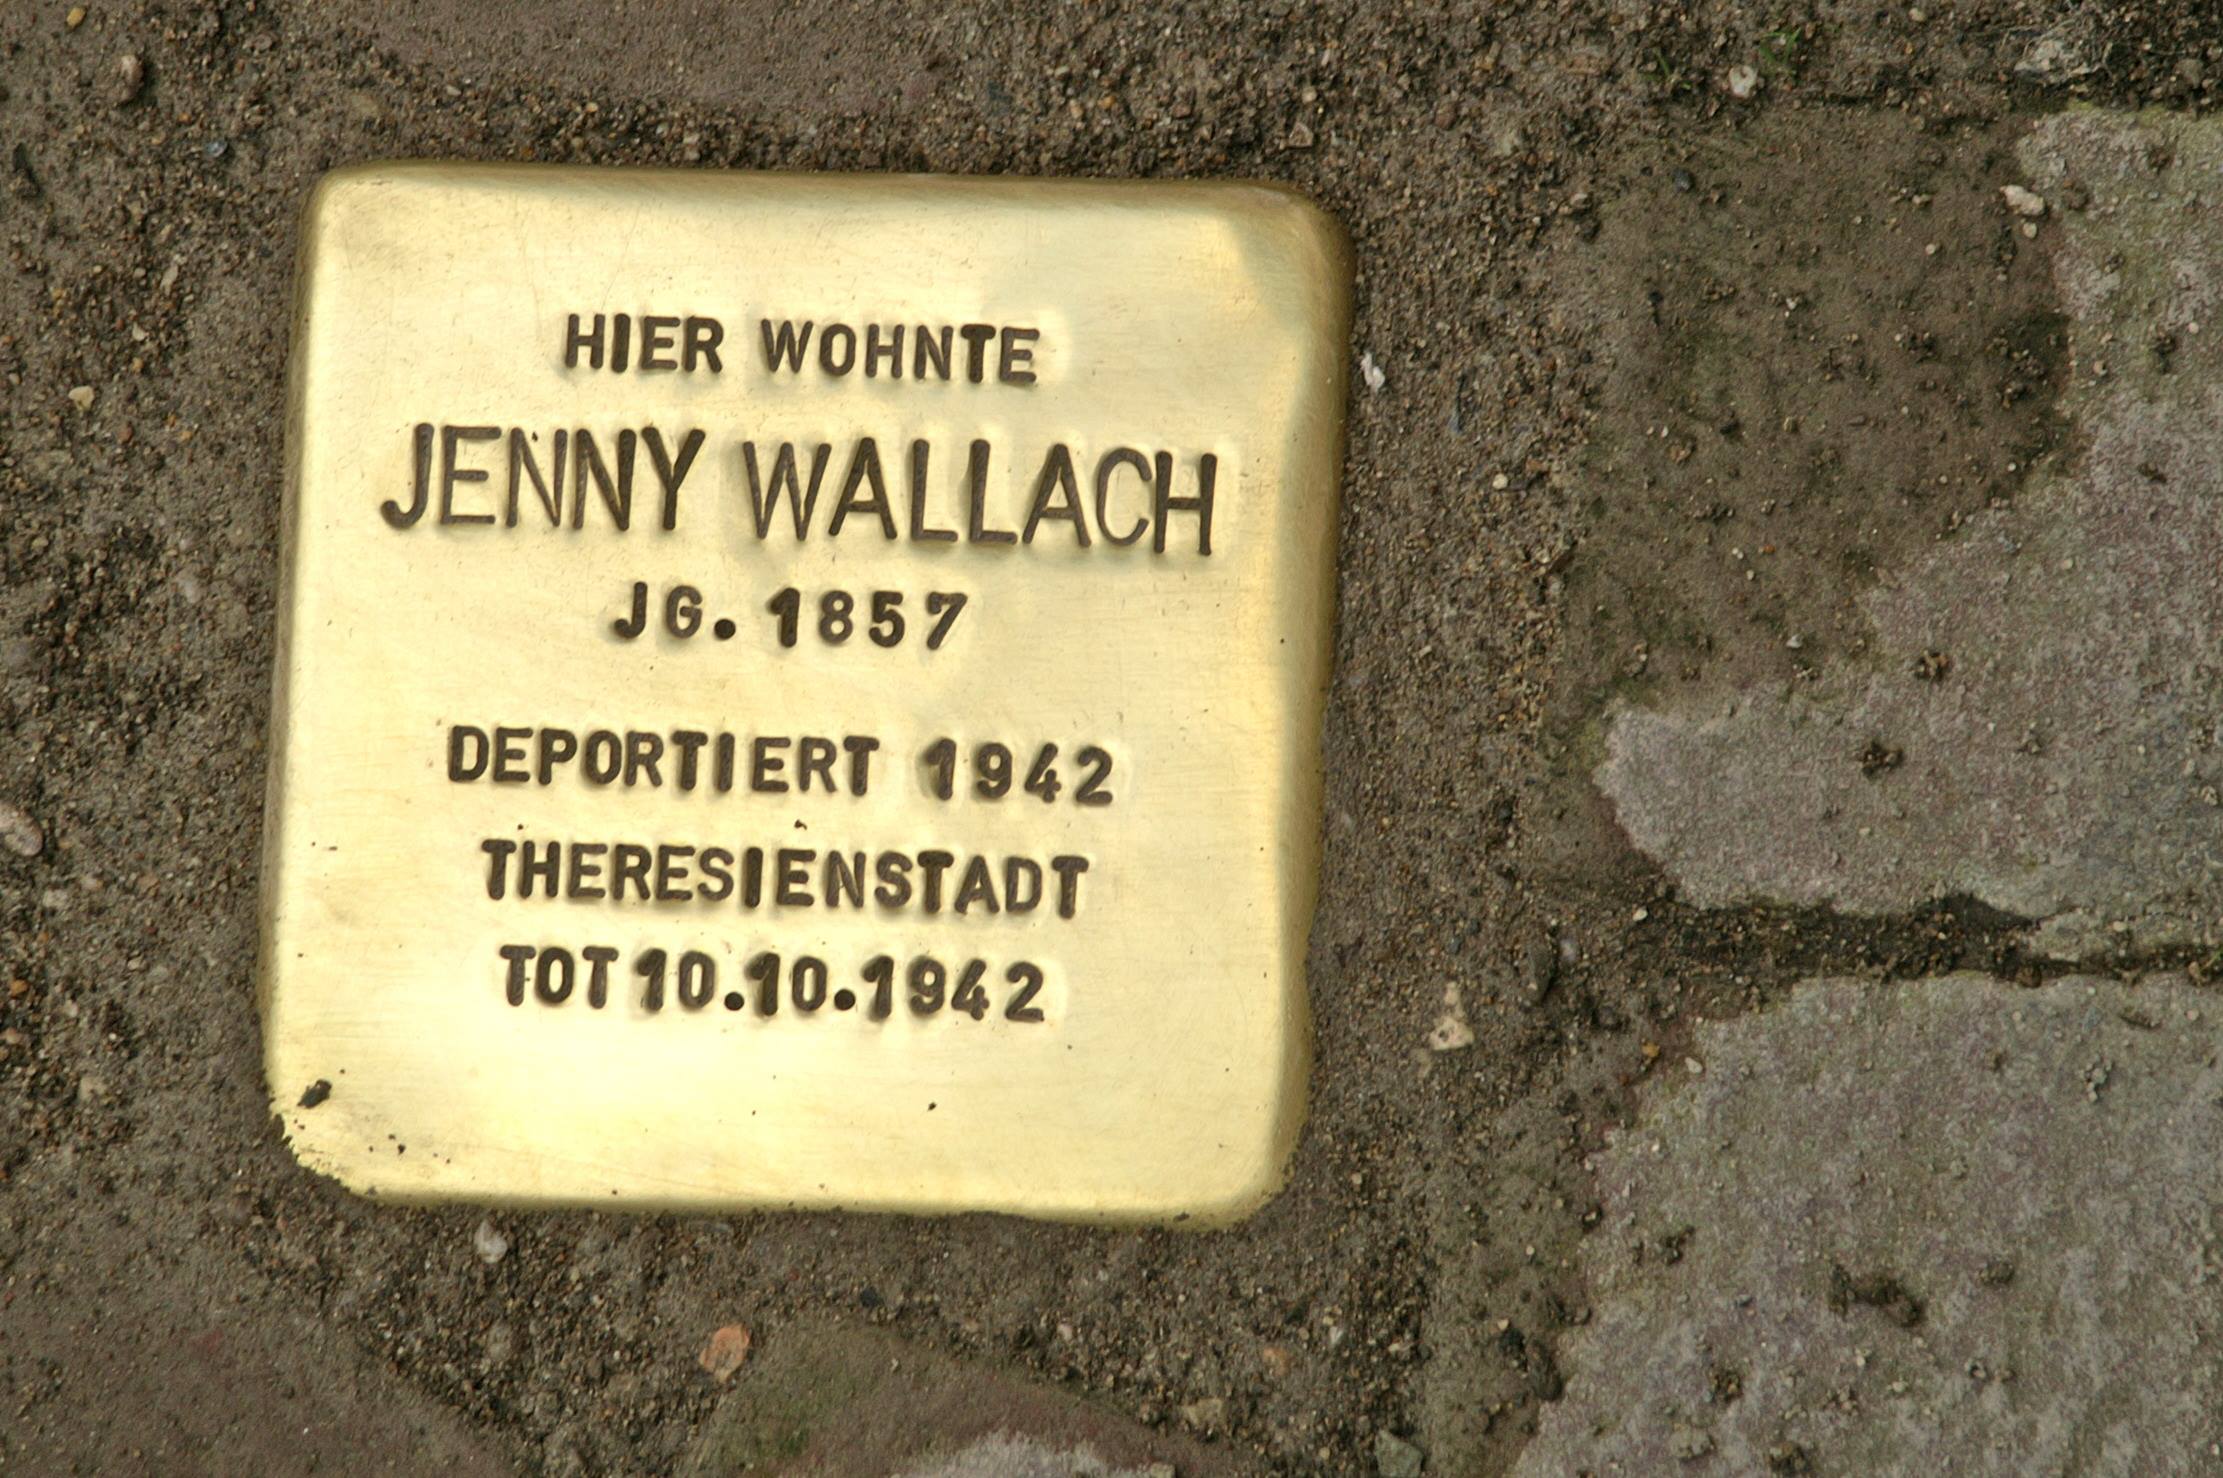 HIER WOHNTE
JENNY WALLACH
JG. 1857
DEPORTIERT 1942
THERESIENSTADT
TOT 10.10.1942